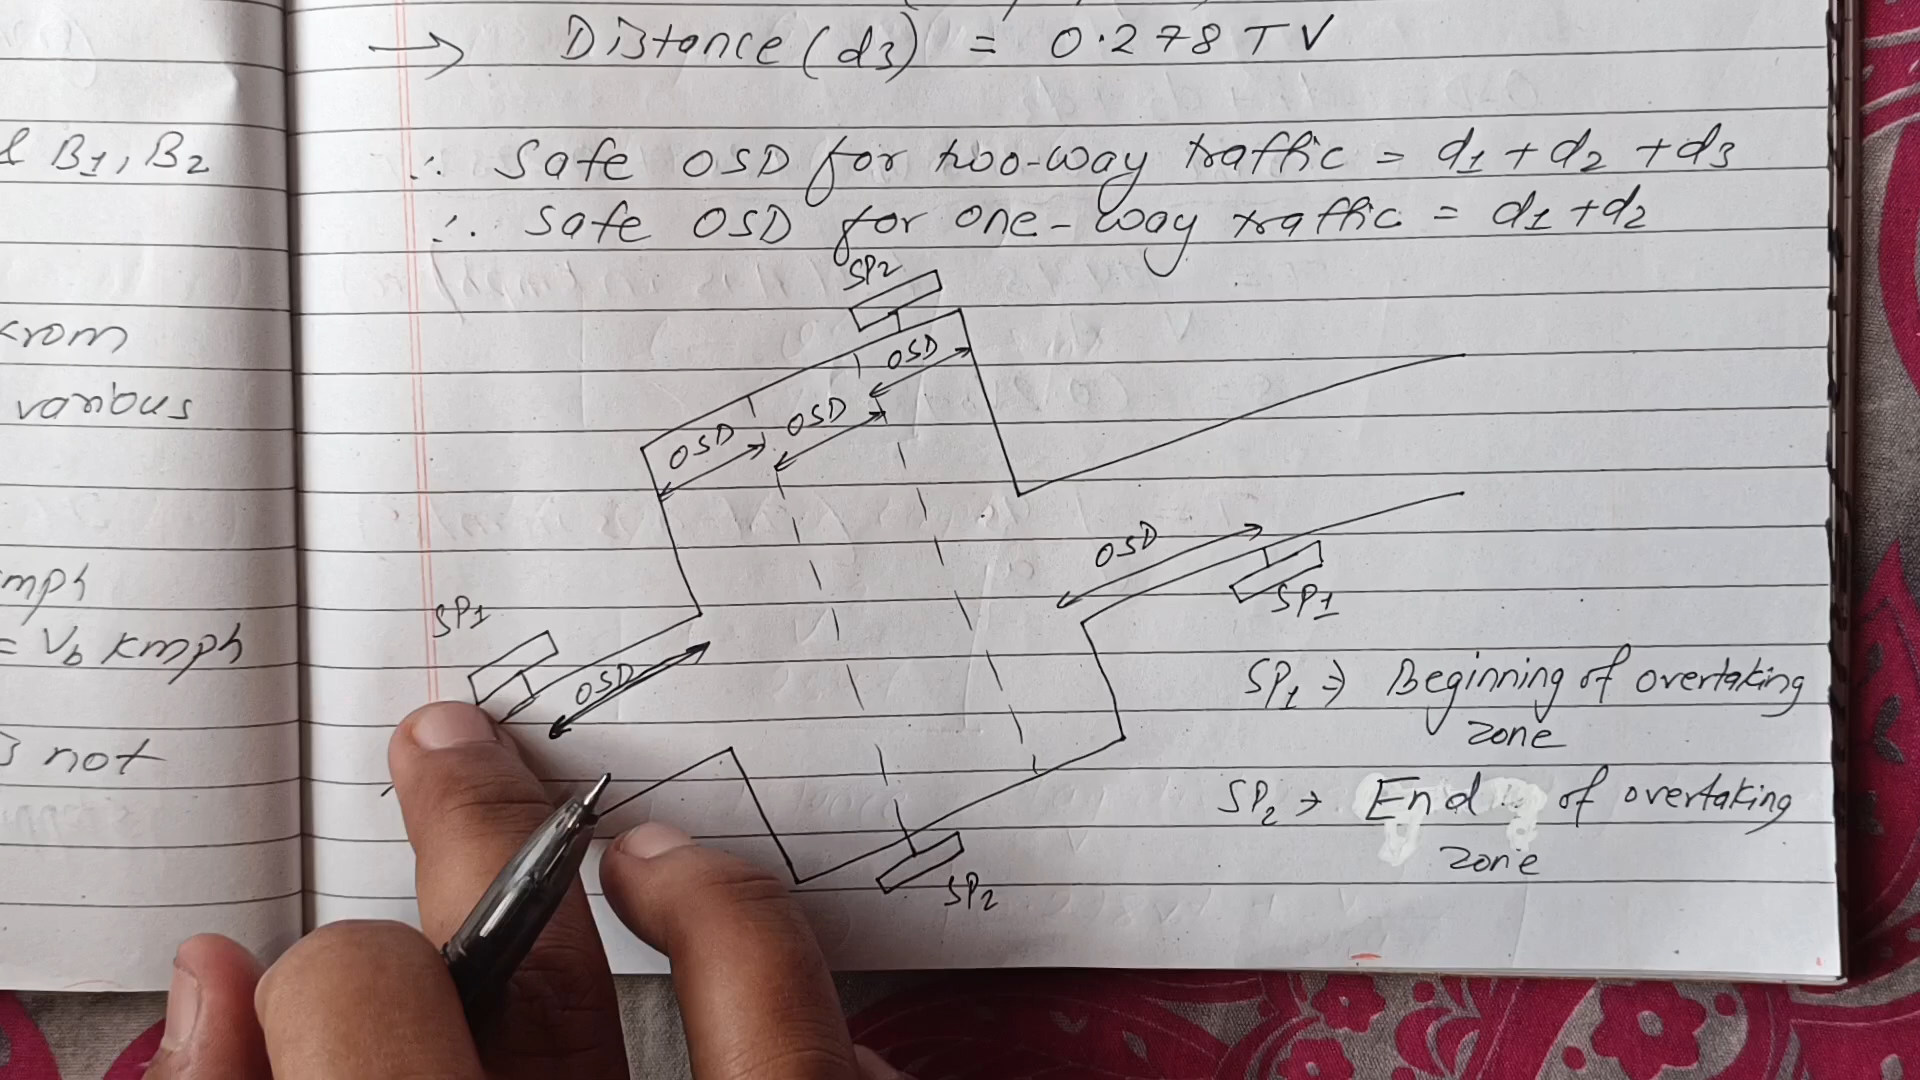 → Distance (d3) = 0.278 TV
& B1, B2
∴ Safe OSD for two-way traffic = d1 + d2 + d3
∴ Safe OSD for one-way traffic = d1 + d2
SP2
various
OSD
OSD
OSD
OSD
SP1
SP1
OSD
kmph
= Vb kmph
SP1 ⇒ Beginning of overtaking
zone
not
SP2 → End of overtaking
zone
SP2